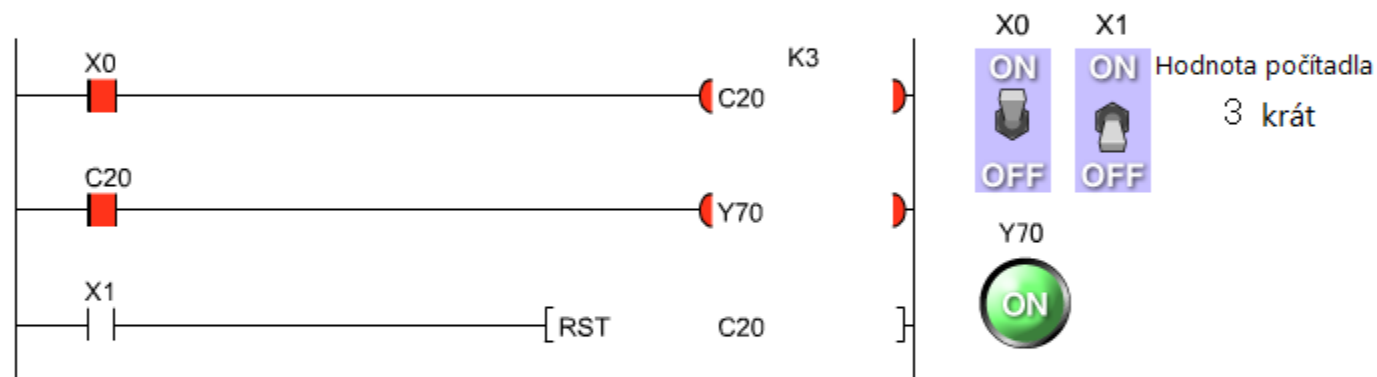 X0
K3
C20
C20
Y70
X1
RST C20
X0 X1
ON ON
OFF OFF
Hodnota počítadla
3 krát
Y70
ON